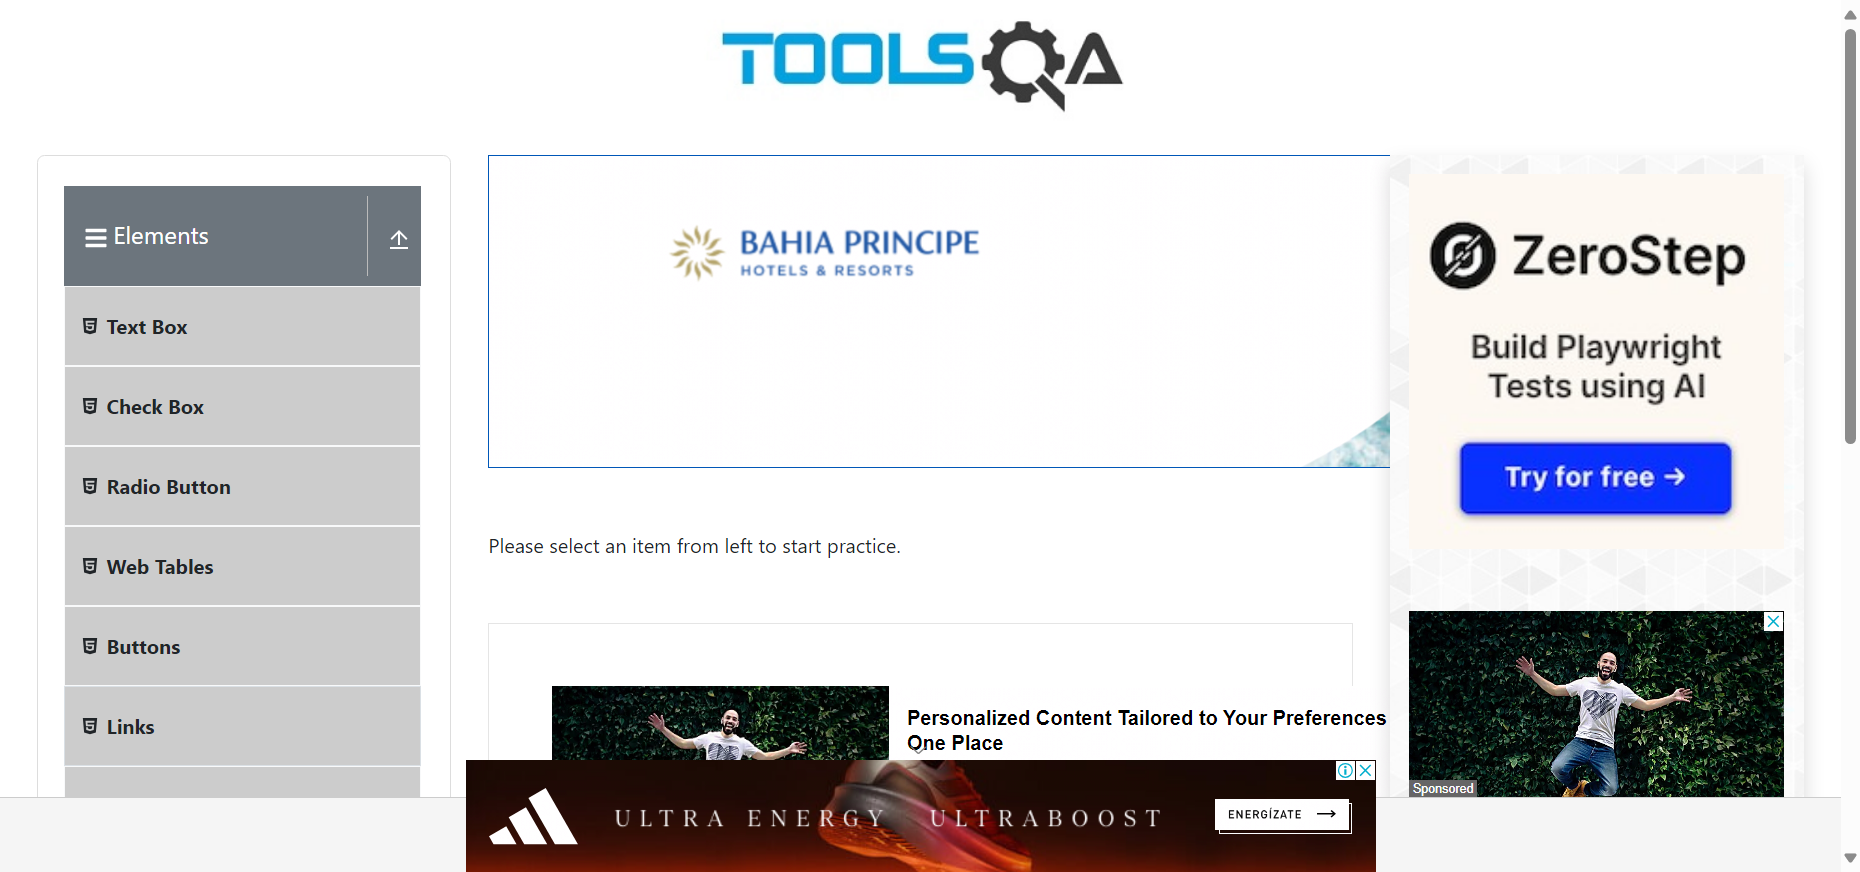 TOOLSQA
Elements
Text Box
Check Box
Radio Button
Web Tables
Buttons
Links
BAHIA PRINCIPE
HOTELS & RESORTS
Please select an item from left to start practice.
Personalized Content Tailored to Your Preferences
One Place
ZeroStep
Build Playwright
Tests using AI
Try for free →
Sponsored
ULTRA ENERGY ULTRABOOST
ENERGÍZATE →